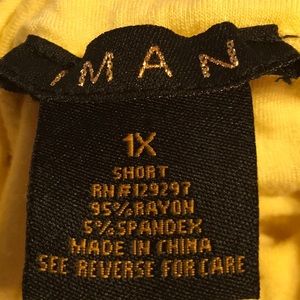 IMAN
1X
SHORT
RN#129297
95%RAYON
5%SPANDEX
MADE IN CHINA
SEE REVERSE FOR CARE